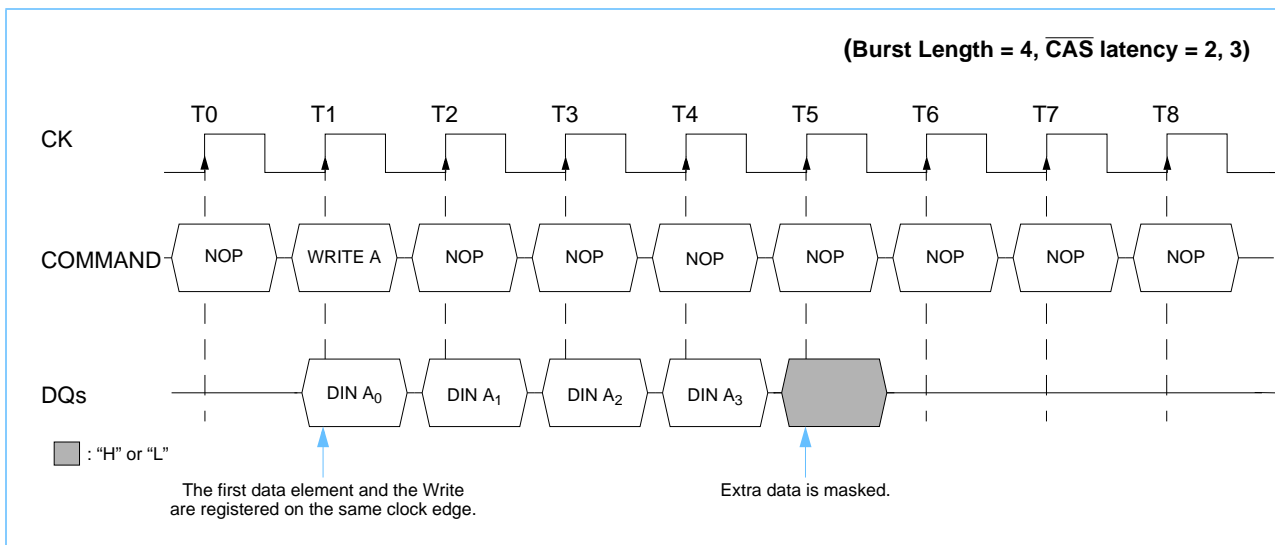 (Burst Length = 4, CAS latency = 2, 3)
T0 T1 T2 T3 T4 T5 T6 T7 T8
CK
COMMAND NOP WRITE A NOP NOP NOP NOP NOP NOP NOP
DQs DIN A0 DIN A1 DIN A2 DIN A3
: “H” or “L”
The first data element and the Write
are registered on the same clock edge.
Extra data is masked.